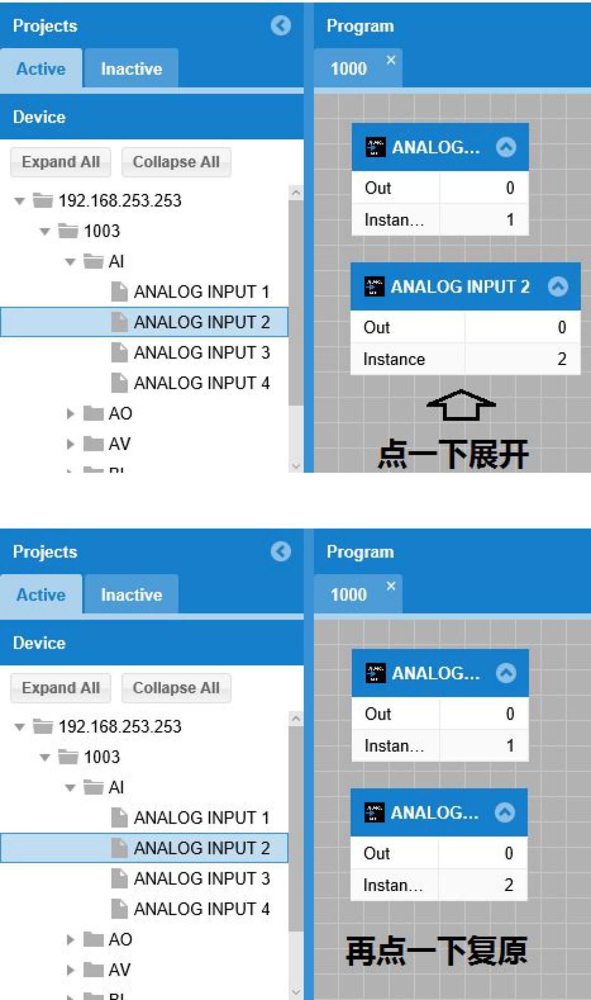 Projects
Program
Active
Inactive
1000
×
Device
ANALOG...
Expand All
Collapse All
Out
0
192.168.253.253
Instan...
1
1003
AI
ANALOG INPUT 2
ANALOG INPUT 1
ANALOG INPUT 2
Out
0
ANALOG INPUT 3
Instance
2
ANALOG INPUT 4
AO
AV
点一下展开
BI
Projects
Program
Active
Inactive
1000
×
Device
ANALOG...
Expand All
Collapse All
Out
0
192.168.253.253
Instan...
1
1003
AI
ANALOG...
ANALOG INPUT 1
ANALOG INPUT 2
Out
0
ANALOG INPUT 3
Instan...
2
ANALOG INPUT 4
AO
再点一下复原
AV
BI